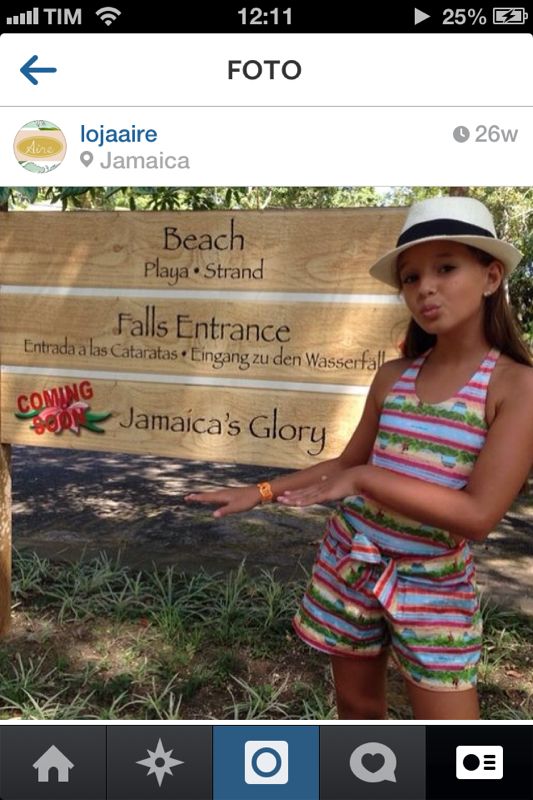 TIM 12:11 25%
FOTO
Aire
lojaaire 26w
Jamaica
Beach
Playa • Strand
Falls Entrance
Entrada a las Cataratas • Eingang zu den Wasserfall
COMING
SOON
Jamaica's Glory